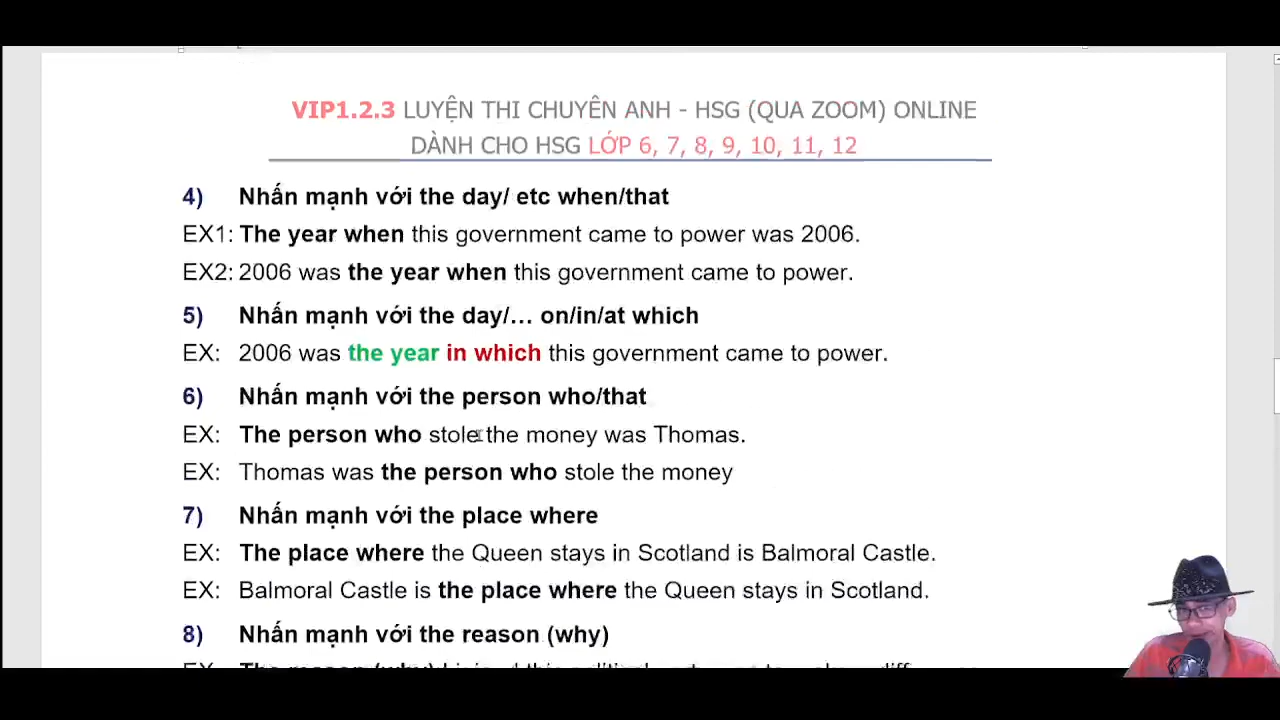 VIP1.2.3 LUYỆN THI CHUYÊN ANH - HSG (QUA ZOOM) ONLINE
DÀNH CHO HSG LỚP 6, 7, 8, 9, 10, 11, 12
4) Nhấn mạnh với the day/ etc when/that
EX1: The year when this government came to power was 2006.
EX2: 2006 was the year when this government came to power.
5) Nhấn mạnh với the day/... on/in/at which
EX: 2006 was the year in which this government came to power.
6) Nhấn mạnh với the person who/that
EX: The person who stole the money was Thomas.
EX: Thomas was the person who stole the money
7) Nhấn mạnh với the place where
EX: The place where the Queen stays in Scotland is Balmoral Castle.
EX: Balmoral Castle is the place where the Queen stays in Scotland.
8) Nhấn mạnh với the reason (why)
EX: The reason (why)